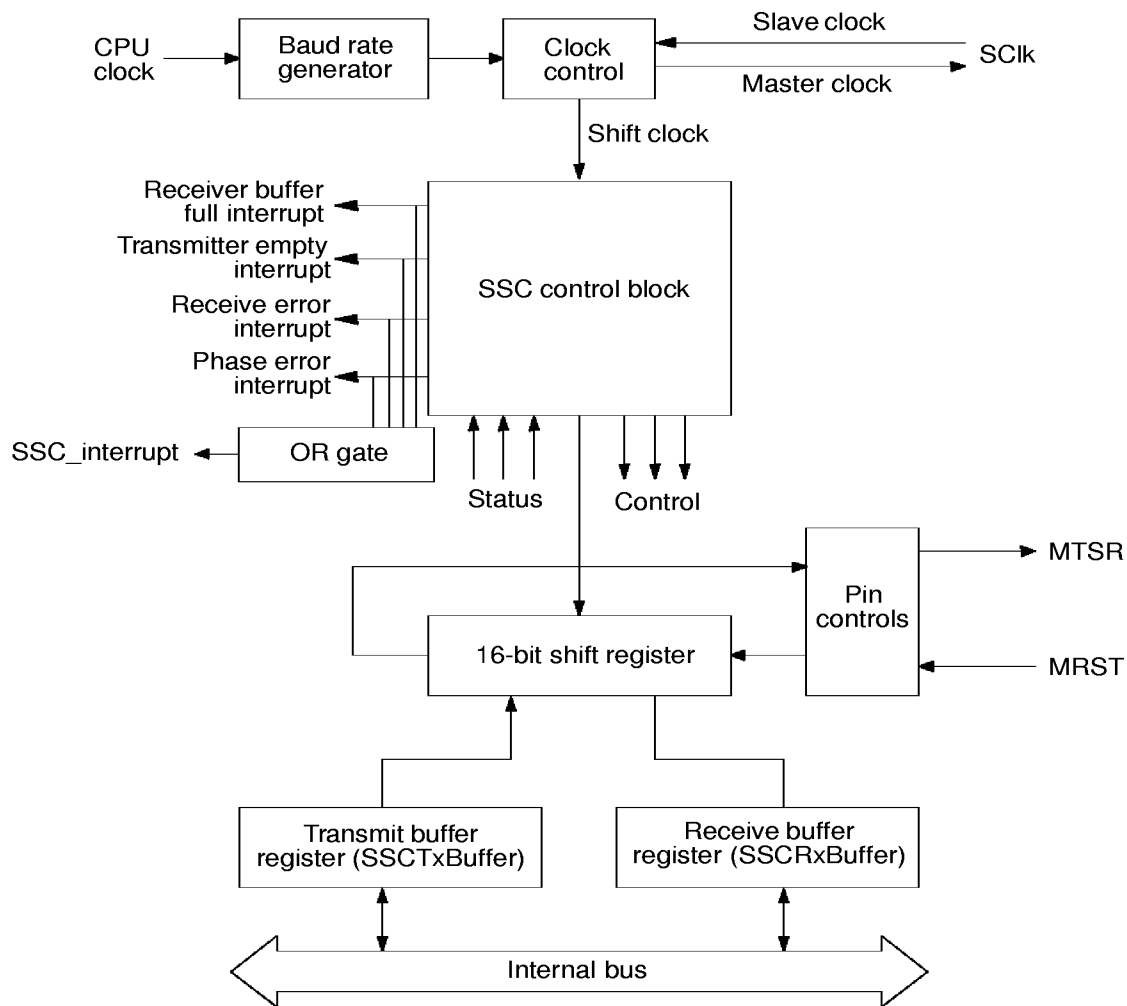 CPU
clock
Baud rate
generator
Clock
control
Slave clock
SClk
Master clock
Shift clock
Receiver buffer
full interrupt
Transmitter empty
interrupt
Receive error
interrupt
Phase error
interrupt
SSC control block
SSC_interrupt
OR gate
Status
Control
MTSR
Pin
controls
16-bit shift register
MRST
Transmit buffer
register (SSCTxBuffer)
Receive buffer
register (SSCRxBuffer)
Internal bus